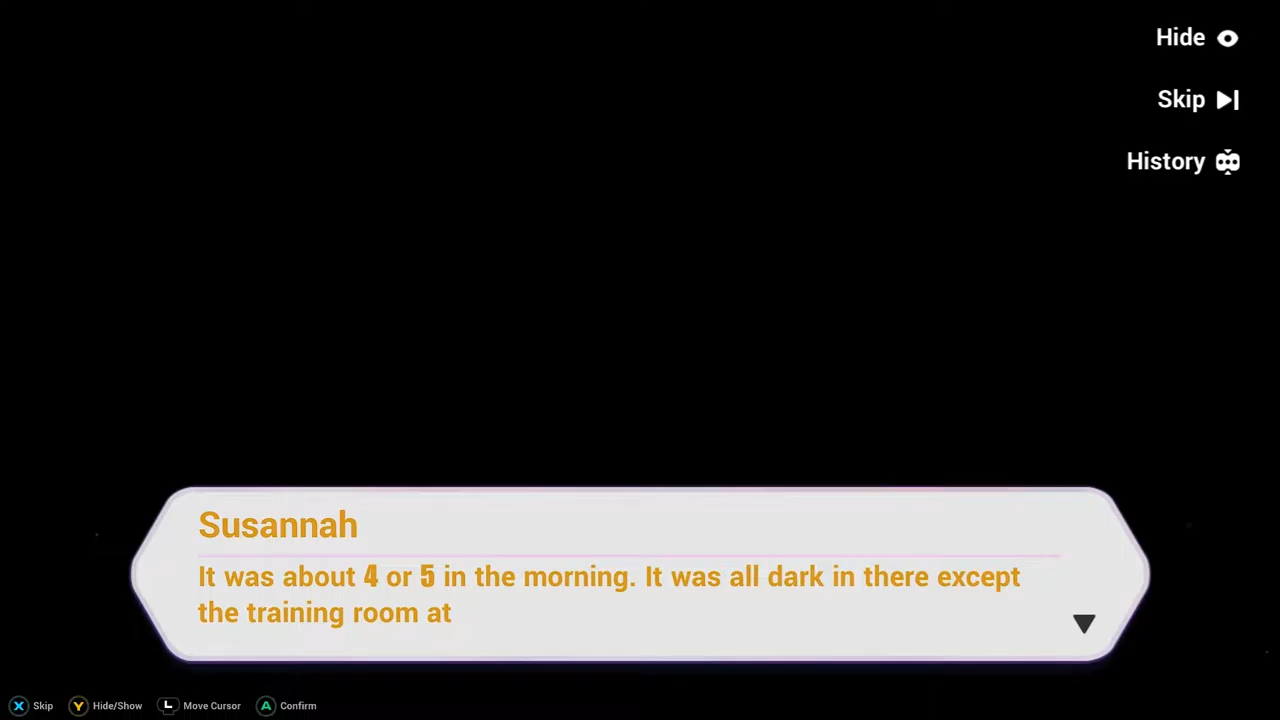 Hide
Skip
History
Susannah
It was about 4 or 5 in the morning. It was all dark in there except
the training room at
X Skip Y Hide/Show L Move Cursor A Confirm